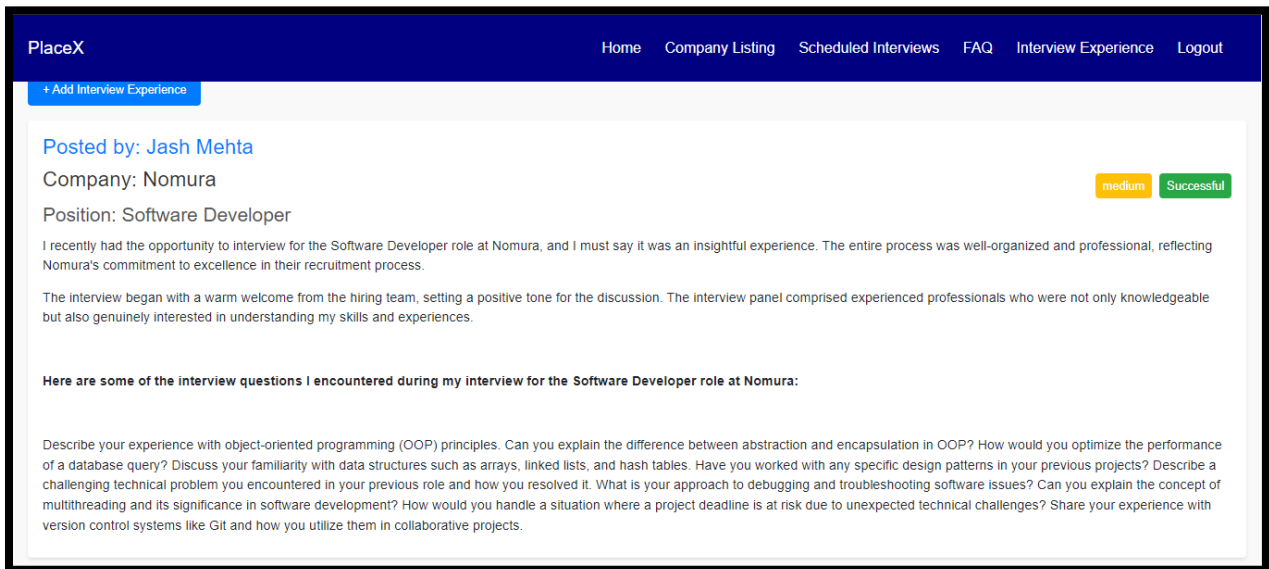 PlaceX Home Company Listing Scheduled Interviews FAQ Interview Experience Logout
+ Add Interview Experience
Posted by: Jash Mehta
Company: Nomura
medium Successful
Position: Software Developer
I recently had the opportunity to interview for the Software Developer role at Nomura, and I must say it was an insightful experience. The entire process was well-organized and professional, reflecting
Nomura's commitment to excellence in their recruitment process.
The interview began with a warm welcome from the hiring team, setting a positive tone for the discussion. The interview panel comprised experienced professionals who were not only knowledgeable
but also genuinely interested in understanding my skills and experiences.
Here are some of the interview questions I encountered during my interview for the Software Developer role at Nomura:
Describe your experience with object-oriented programming (OOP) principles. Can you explain the difference between abstraction and encapsulation in OOP? How would you optimize the performance
of a database query? Discuss your familiarity with data structures such as arrays, linked lists, and hash tables. Have you worked with any specific design patterns in your previous projects? Describe a
challenging technical problem you encountered in your previous role and how you resolved it. What is your approach to debugging and troubleshooting software issues? Can you explain the concept of
multithreading and its significance in software development? How would you handle a situation where a project deadline is at risk due to unexpected technical challenges? Share your experience with
version control systems like Git and how you utilize them in collaborative projects.